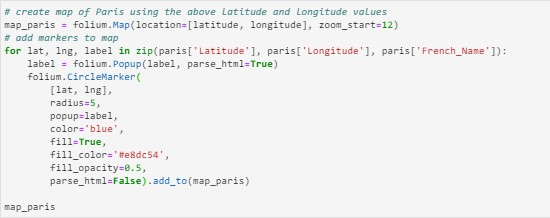 # create map of Paris using the above Latitude and Longitude values
map_paris = folium.Map(location=[latitude, longitude], zoom_start=12)
# add markers to map
for lat, lng, label in zip(paris['Latitude'], paris['Longitude'], paris['French_Name']):
    label = folium.Popup(label, parse_html=True)
    folium.CircleMarker(
        [lat, lng],
        radius=5,
        popup=label,
        color='blue',
        fill=True,
        fill_color='#e8dc54',
        fill_opacity=0.5,
        parse_html=False).add_to(map_paris)

map_paris